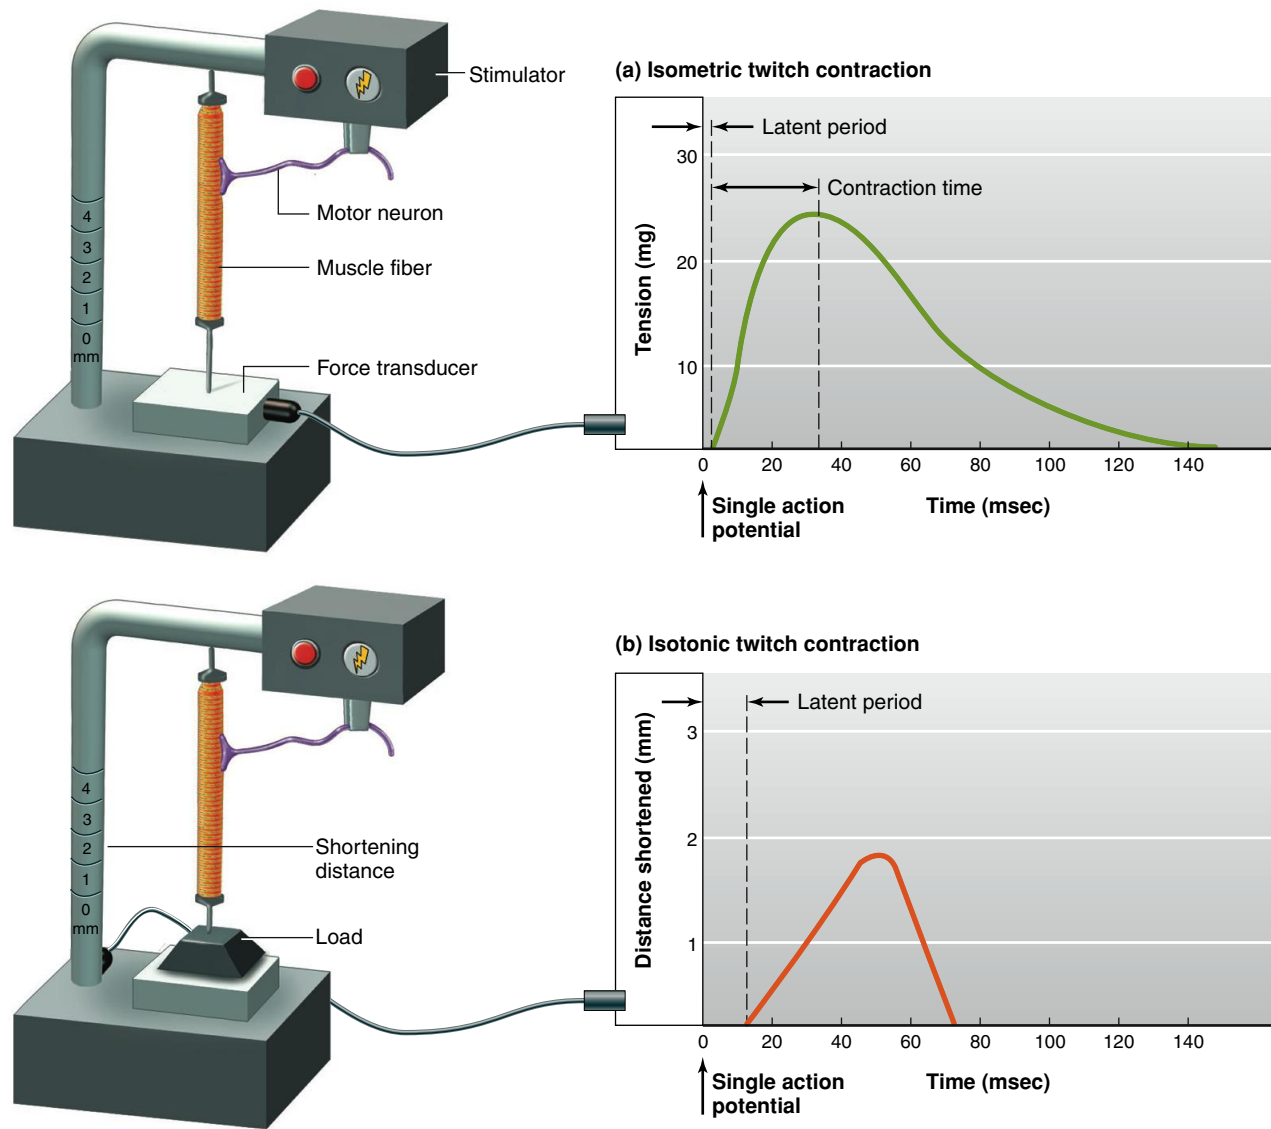 Stimulator
Motor neuron
Muscle fiber
4
3
2
1
0
mm
Force transducer
(a) Isometric twitch contraction
Latent period
Contraction time
Tension (mg)
30
20
10
0 20 40 60 80 100 120 140
Single action
potential
Time (msec)
4
3
2
1
0
mm
Shortening
distance
Load
(b) Isotonic twitch contraction
Latent period
Distance shortened (mm)
3
2
1
0 20 40 60 80 100 120 140
Single action
potential
Time (msec)